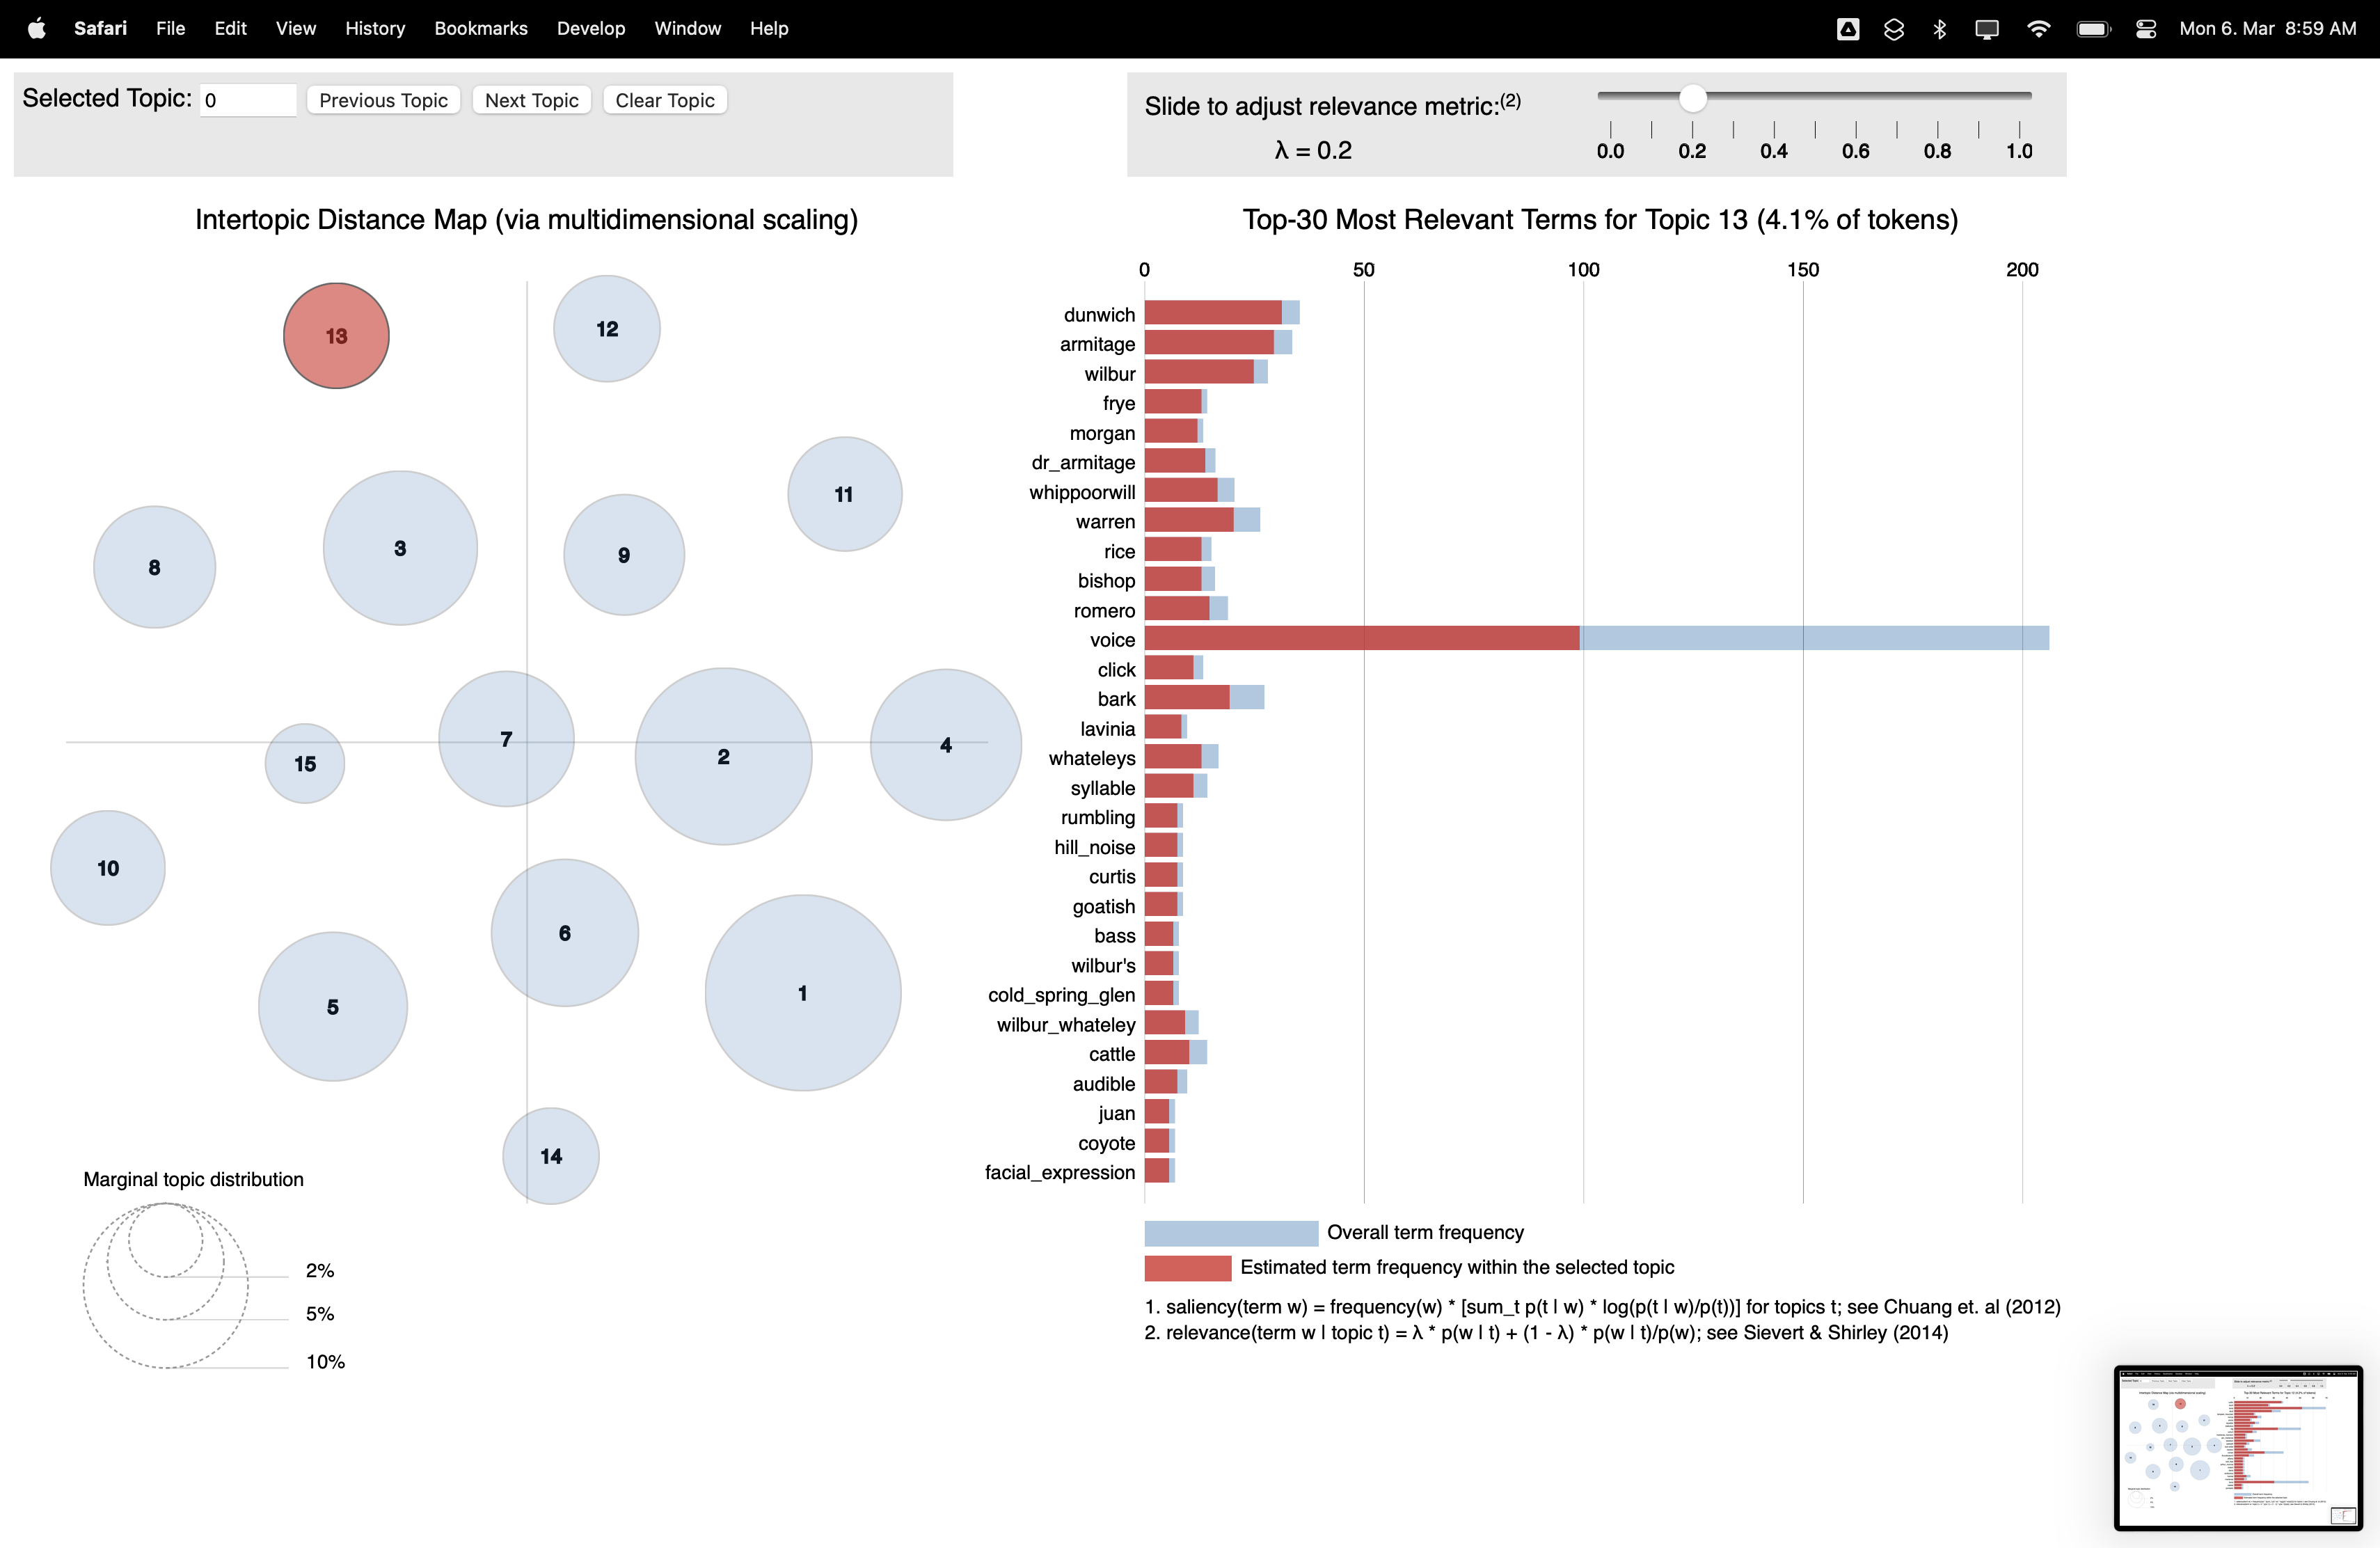 Safari File Edit View History Bookmarks Develop Window Help Mon 6. Mar 8:59 AM
Selected Topic: 0 Previous Topic Next Topic Clear Topic
Slide to adjust relevance metric:(2)
λ = 0.2
0.0 0.2 0.4 0.6 0.8 1.0
Intertopic Distance Map (via multidimensional scaling)
13
12
11
3
9
8
7
4
2
15
10
6
1
5
14
Marginal topic distribution
2%
5%
10%
Top-30 Most Relevant Terms for Topic 13 (4.1% of tokens)
0 50 100 150 200
dunwich
armitage
wilbur
frye
morgan
dr_armitage
whippoorwill
warren
rice
bishop
romero
voice
click
bark
lavinia
whateleys
syllable
rumbling
hill_noise
curtis
goatish
bass
wilbur's
cold_spring_glen
wilbur_whateley
cattle
audible
juan
coyote
facial_expression
Overall term frequency
Estimated term frequency within the selected topic
1. saliency(term w) = frequency(w) * [sum_t p(t | w) * log(p(t | w)/p(t))] for topics t; see Chuang et. al (2012)
2. relevance(term w | topic t) = λ * p(w | t) + (1 - λ) * p(w | t)/p(w); see Sievert & Shirley (2014)